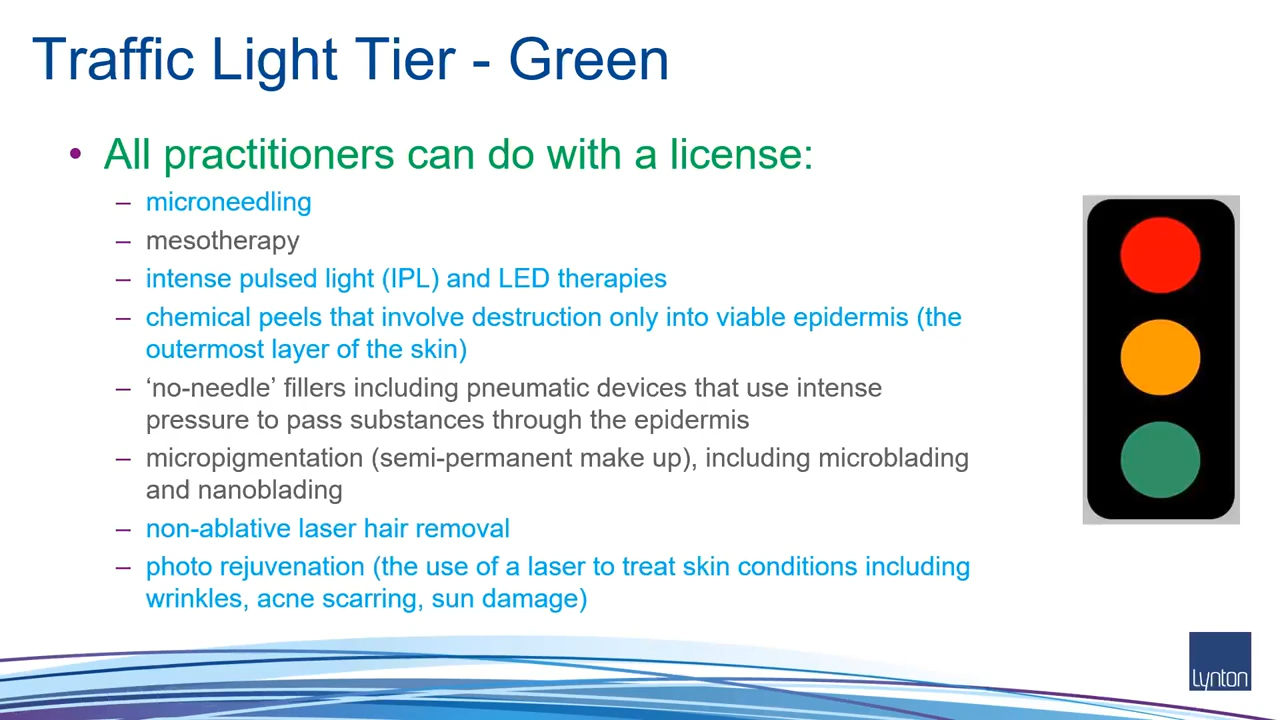 Traffic Light Tier - Green
• All practitioners can do with a license:
– microneedling
– mesotherapy
– intense pulsed light (IPL) and LED therapies
– chemical peels that involve destruction only into viable epidermis (the
outermost layer of the skin)
– ‘no-needle’ fillers including pneumatic devices that use intense
pressure to pass substances through the epidermis
– micropigmentation (semi-permanent make up), including microblading
and nanoblading
– non-ablative laser hair removal
– photo rejuvenation (the use of a laser to treat skin conditions including
wrinkles, acne scarring, sun damage)
Lynton